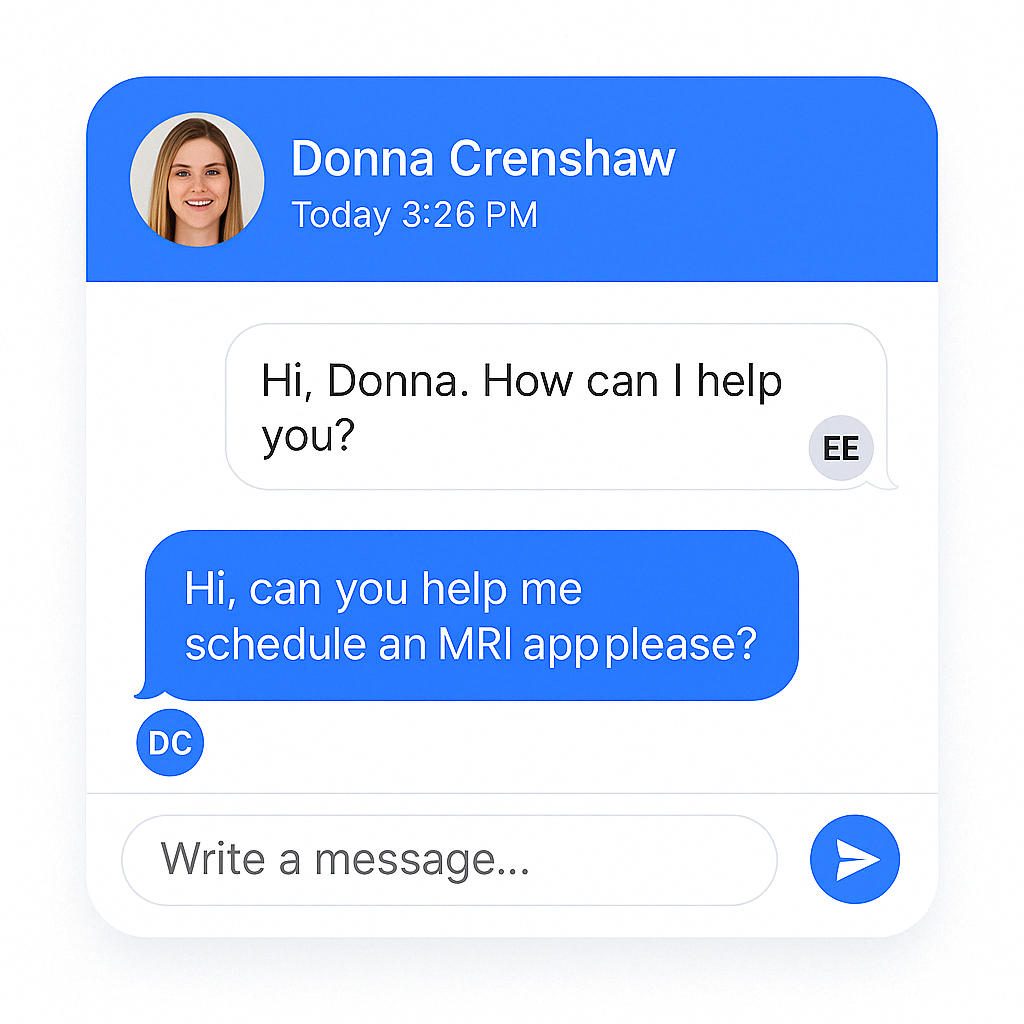 Donna Crenshaw
Today 3:26 PM
Hi, Donna. How can I help
you?
EE
Hi, can you help me
schedule an MRI app please?
DC
Write a message...